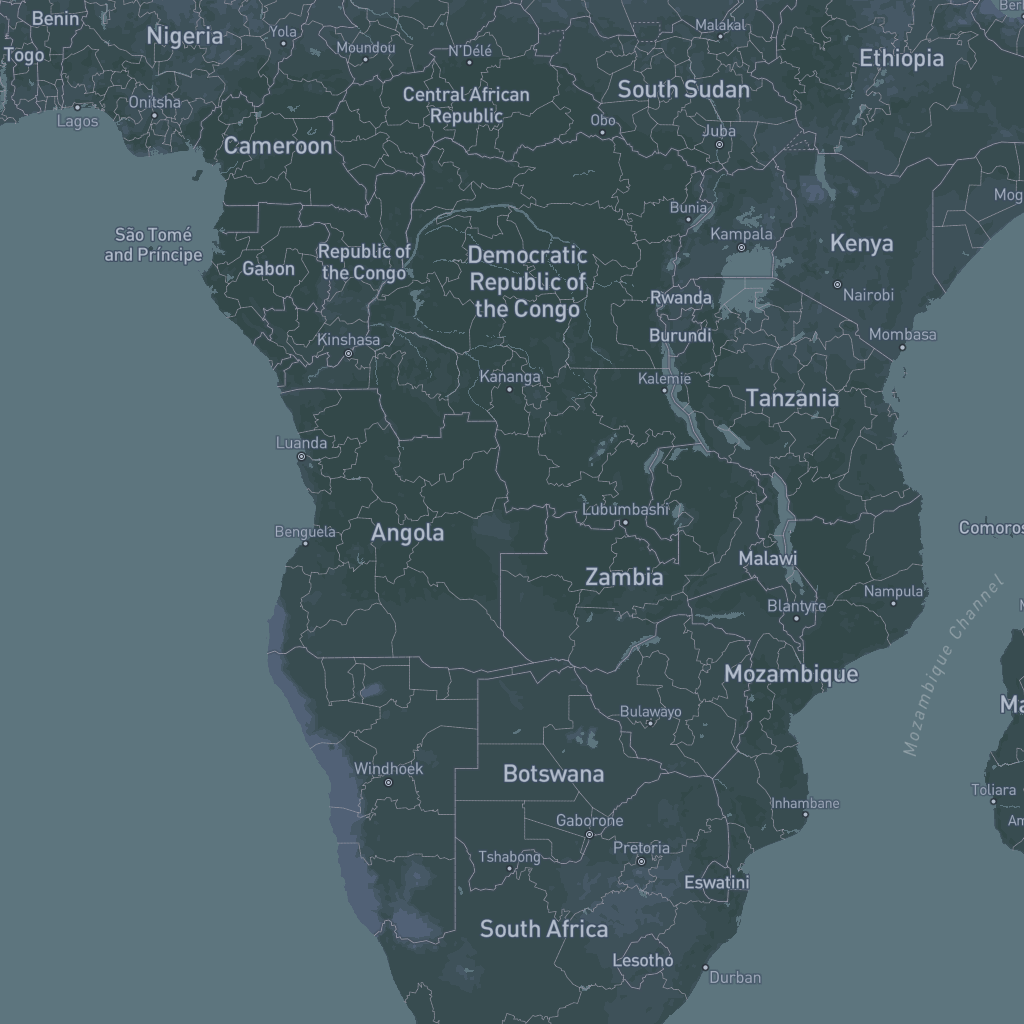 Benin
Nigeria
Yola
Malakal
Togo
Moundou
N'Délé
Ethiopia
South Sudan
Central African
Republic
Onitsha
Lagos
Obo
Juba
Cameroon
Bunia
São Tomé
and Príncipe
Kampala
Republic of
the Congo
Democratic
Republic of
the Congo
Kenya
Gabon
Rwanda
Nairobi
Kinshasa
Burundi
Mombasa
Kananga
Kalemie
Tanzania
Luanda
Lubumbashi
Benguela
Angola
Comoros
Malawi
Zambia
Nampula
Blantyre
Mozambique Channel
Mozambique
Bulawayo
Windhoek
Botswana
Toliara
Inhambane
Gaborone
Pretoria
Tshabong
Eswatini
South Africa
Lesotho
Durban